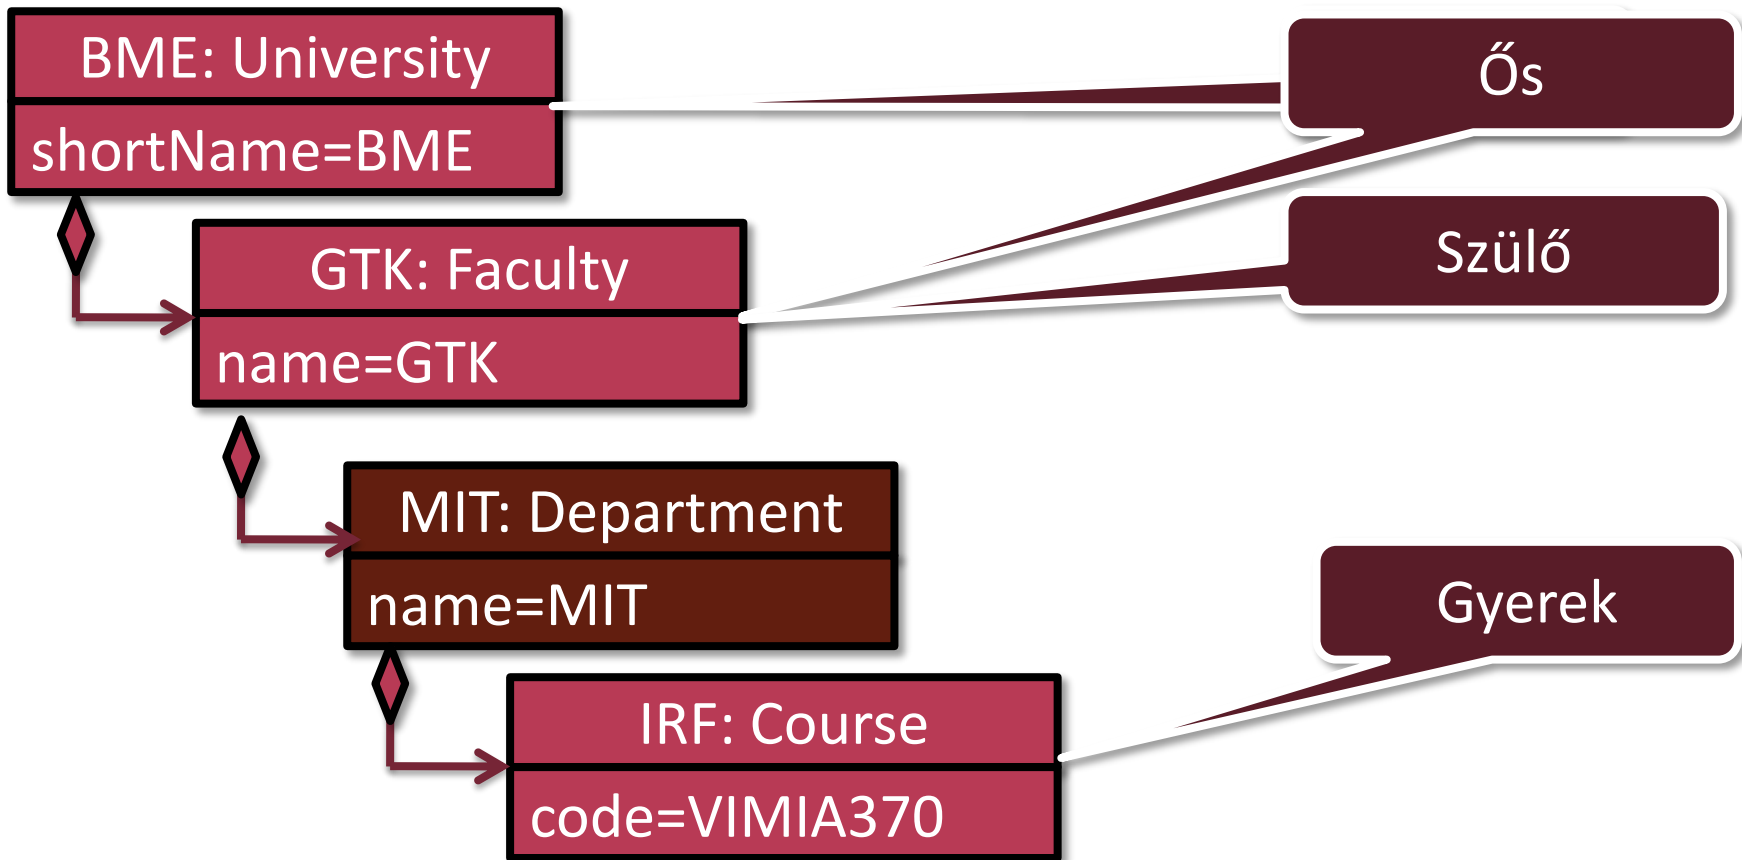 BME: University
shortName=BME
Ős
GTK: Faculty
name=GTK
Szülő
MIT: Department
name=MIT
Gyerek
IRF: Course
code=VIMIA370